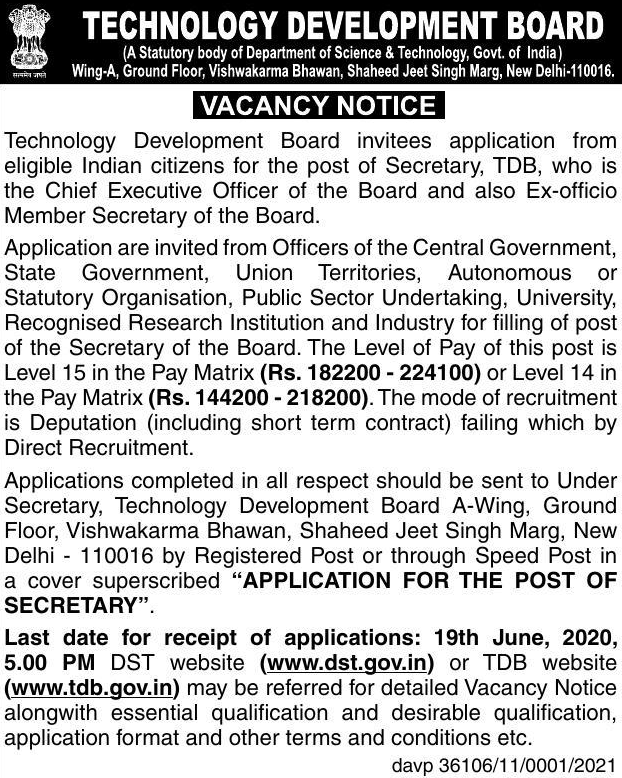 TECHNOLOGY DEVELOPMENT BOARD
(A Statutory body of Department of Science & Technology, Govt. of India)
Wing-A, Ground Floor, Vishwakarma Bhawan, Shaheed Jeet Singh Marg, New Delhi-110016.
सत्यमेव जयते
VACANCY NOTICE
Technology Development Board invitees application from
eligible Indian citizens for the post of Secretary, TDB, who is
the Chief Executive Officer of the Board and also Ex-officio
Member Secretary of the Board.
Application are invited from Officers of the Central Government,
State Government, Union Territories, Autonomous or
Statutory Organisation, Public Sector Undertaking, University,
Recognised Research Institution and Industry for filling of post
of the Secretary of the Board. The Level of Pay of this post is
Level 15 in the Pay Matrix (Rs. 182200 - 224100) or Level 14 in
the Pay Matrix (Rs. 144200 - 218200). The mode of recruitment
is Deputation (including short term contract) failing which by
Direct Recruitment.
Applications completed in all respect should be sent to Under
Secretary, Technology Development Board A-Wing, Ground
Floor, Vishwakarma Bhawan, Shaheed Jeet Singh Marg, New
Delhi - 110016 by Registered Post or through Speed Post in
a cover superscribed “APPLICATION FOR THE POST OF
SECRETARY”.
Last date for receipt of applications: 19th June, 2020,
5.00 PM DST website (www.dst.gov.in) or TDB website
(www.tdb.gov.in) may be referred for detailed Vacancy Notice
alongwith essential qualification and desirable qualification,
application format and other terms and conditions etc.
davp 36106/11/0001/2021